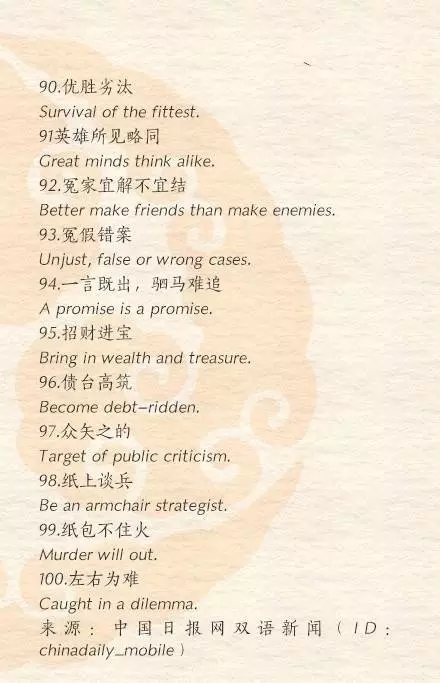 90.优胜劣汰
Survival of the fittest.
91英雄所见略同
Great minds think alike.
92.冤家宜解不宜结
Better make friends than make enemies.
93.冤假错案
Unjust, false or wrong cases.
94.一言既出，驷马难追
A promise is a promise.
95.招财进宝
Bring in wealth and treasure.
96.债台高筑
Become debt-ridden.
97.众矢之的
Target of public criticism.
98.纸上谈兵
Be an armchair strategist.
99.纸包不住火
Murder will out.
100.左右为难
Caught in a dilemma.
来源：中国日报网双语新闻（ID：
chinadaily_mobile）